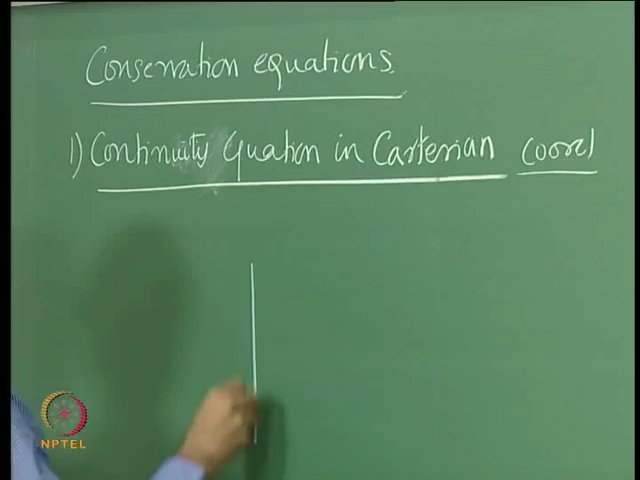 Conservation equations.
1) Continuity Equation in Cartesian coord
NPTEL